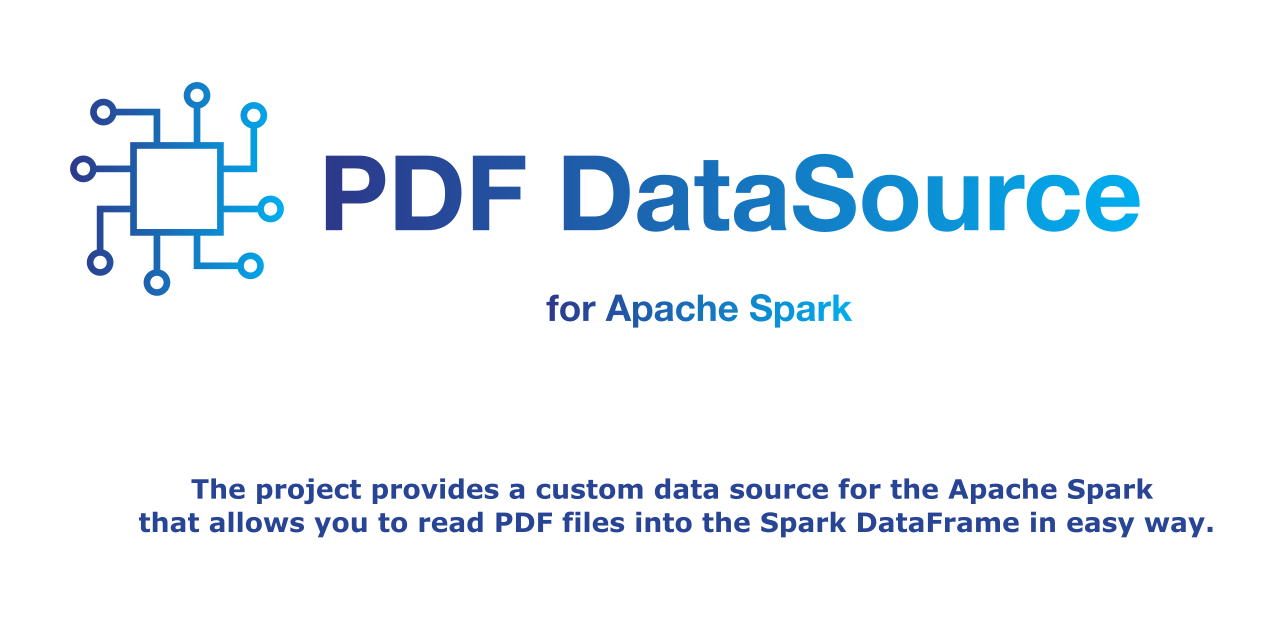 PDF DataSource
for Apache Spark
The project provides a custom data source for the Apache Spark
that allows you to read PDF files into the Spark DataFrame in easy way.